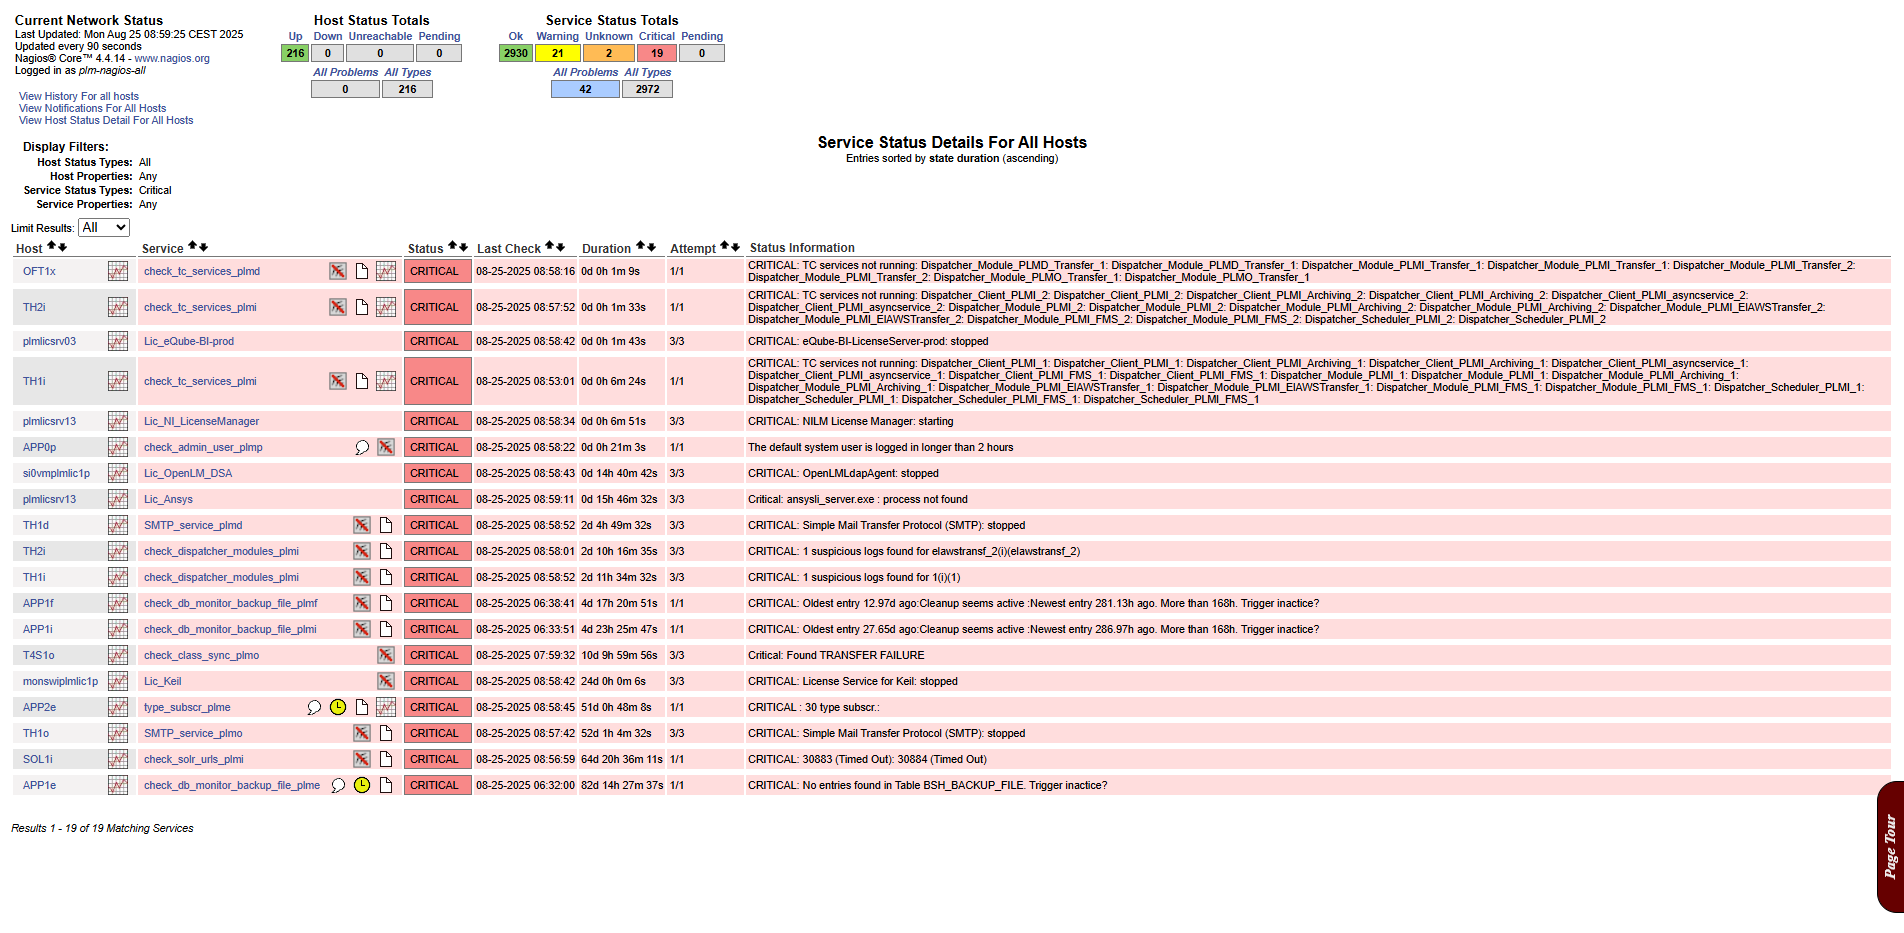 Current Network Status
Last Updated: Mon Aug 25 08:59:25 CEST 2025
Updated every 90 seconds
Nagios® Core™ 4.4.14 - www.nagios.org
Logged in as plm-nagios-all
View History For all hosts
View Notifications For All Hosts
View Host Status Detail For All Hosts
Host Status Totals
Up Down Unreachable Pending
216 0 0 0
All Problems All Types
0 216
Service Status Totals
Ok Warning Unknown Critical Pending
2930 21 2 19 0
All Problems All Types
42 2972
Display Filters:
Host Status Types: All
Host Properties: Any
Service Status Types: Critical
Service Properties: Any
Service Status Details For All Hosts
Entries sorted by state duration (ascending)
Limit Results: All
Host Service Status Last Check Duration Attempt Status Information
OFT1x check_tc_services_plmd CRITICAL 08-25-2025 08:58:16 0d 0h 1m 9s 1/1 CRITICAL: TC services not running: Dispatcher_Module_PLMD_Transfer_1: Dispatcher_Module_PLMD_Transfer_1: Dispatcher_Module_PLMI_Transfer_1: Dispatcher_Module_PLMI_Transfer_1: Dispatcher_Module_PLMI_Transfer_2:
Dispatcher_Module_PLMI_Transfer_2: Dispatcher_Module_PLMO_Transfer_1: Dispatcher_Module_PLMO_Transfer_1
TH2i check_tc_services_plmi CRITICAL 08-25-2025 08:57:52 0d 0h 1m 33s 1/1 CRITICAL: TC services not running: Dispatcher_Client_PLMI_2: Dispatcher_Client_PLMI_2: Dispatcher_Client_PLMI_Archiving_2: Dispatcher_Client_PLMI_Archiving_2: Dispatcher_Client_PLMI_asyncservice_2:
Dispatcher_Client_PLMI_asyncservice_2: Dispatcher_Module_PLMI_2: Dispatcher_Module_PLMI_2: Dispatcher_Module_PLMI_Archiving_2: Dispatcher_Module_PLMI_Archiving_2: Dispatcher_Module_PLMI_EIAWSTransfer_2:
Dispatcher_Module_PLMI_EIAWSTransfer_2: Dispatcher_Module_PLMI_FMS_2: Dispatcher_Module_PLMI_FMS_2: Dispatcher_Scheduler_PLMI_2: Dispatcher_Scheduler_PLMI_2
plmlicsrv03 Lic_eQube-BI-prod CRITICAL 08-25-2025 08:58:42 0d 0h 1m 43s 3/3 CRITICAL: eQube-BI-LicenseServer-prod: stopped
TH1i check_tc_services_plmi CRITICAL 08-25-2025 08:53:01 0d 0h 6m 24s 1/1 CRITICAL: TC services not running: Dispatcher_Client_PLMI_1: Dispatcher_Client_PLMI_1: Dispatcher_Client_PLMI_Archiving_1: Dispatcher_Client_PLMI_Archiving_1: Dispatcher_Client_PLMI_asyncservice_1:
Dispatcher_Client_PLMI_asyncservice_1: Dispatcher_Client_PLMI_FMS_1: Dispatcher_Client_PLMI_FMS_1: Dispatcher_Module_PLMI_1: Dispatcher_Module_PLMI_1: Dispatcher_Module_PLMI_Archiving_1:
Dispatcher_Module_PLMI_Archiving_1: Dispatcher_Module_PLMI_EIAWSTransfer_1: Dispatcher_Module_PLMI_EIAWSTransfer_1: Dispatcher_Module_PLMI_FMS_1: Dispatcher_Module_PLMI_FMS_1: Dispatcher_Scheduler_PLMI_1:
Dispatcher_Scheduler_PLMI_1: Dispatcher_Scheduler_PLMI_FMS_1: Dispatcher_Scheduler_PLMI_FMS_1
plmlicsrv13 Lic_NI_LicenseManager CRITICAL 08-25-2025 08:58:34 0d 0h 6m 51s 3/3 CRITICAL: NILM License Manager: starting
APP0p check_admin_user_plmp CRITICAL 08-25-2025 08:58:22 0d 0h 21m 3s 1/1 The default system user is logged in longer than 2 hours
si0vmplmlic1p Lic_OpenLM_DSA CRITICAL 08-25-2025 08:58:43 0d 14h 40m 42s 3/3 CRITICAL: OpenLMLdapAgent: stopped
plmlicsrv13 Lic_Ansys CRITICAL 08-25-2025 08:59:11 0d 15h 46m 32s 3/3 Critical: ansysli_server.exe : process not found
TH1d SMTP_service_plmd CRITICAL 08-25-2025 08:58:52 2d 4h 49m 32s 3/3 CRITICAL: Simple Mail Transfer Protocol (SMTP): stopped
TH2i check_dispatcher_modules_plmi CRITICAL 08-25-2025 08:58:01 2d 10h 16m 35s 3/3 CRITICAL: 1 suspicious logs found for elawstransf_2(i)(elawstransf_2)
TH1i check_dispatcher_modules_plmi CRITICAL 08-25-2025 08:58:52 2d 11h 34m 32s 3/3 CRITICAL: 1 suspicious logs found for 1(i)(1)
APP1f check_db_monitor_backup_file_plmf CRITICAL 08-25-2025 06:38:41 4d 17h 20m 51s 1/1 CRITICAL: Oldest entry 12.97d ago:Cleanup seems active :Newest entry 281.13h ago. More than 168h. Trigger inactice?
APP1i check_db_monitor_backup_file_plmi CRITICAL 08-25-2025 06:33:51 4d 23h 25m 47s 1/1 CRITICAL: Oldest entry 27.65d ago:Cleanup seems active :Newest entry 286.97h ago. More than 168h. Trigger inactice?
T4S1o check_class_sync_plmo CRITICAL 08-25-2025 07:59:32 10d 9h 59m 56s 3/3 Critical: Found TRANSFER FAILURE
monswiplmlic1p Lic_Keil CRITICAL 08-25-2025 08:58:42 24d 0h 0m 6s 3/3 CRITICAL: License Service for Keil: stopped
APP2e type_subscr_plme CRITICAL 08-25-2025 08:58:45 51d 0h 48m 8s 1/1 CRITICAL : 30 type subscr.:
TH1o SMTP_service_plmo CRITICAL 08-25-2025 08:57:42 52d 1h 4m 32s 3/3 CRITICAL: Simple Mail Transfer Protocol (SMTP): stopped
SOL1i check_solr_urls_plmi CRITICAL 08-25-2025 08:56:59 64d 20h 36m 11s 1/1 CRITICAL: 30883 (Timed Out): 30884 (Timed Out)
APP1e check_db_monitor_backup_file_plme CRITICAL 08-25-2025 06:32:00 82d 14h 27m 37s 1/1 CRITICAL: No entries found in Table BSH_BACKUP_FILE. Trigger inactice?
Results 1 - 19 of 19 Matching Services
Page Tour